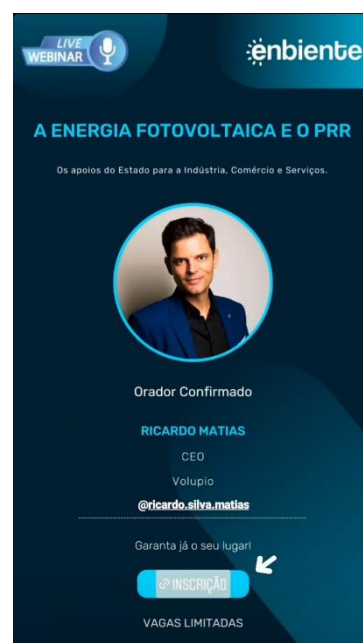 LIVE
WEBINAR
enbiente
A ENERGIA FOTOVOLTAICA E O PRR
Os apoios do Estado para a Indústria, Comércio e Serviços.
Orador Confirmado
RICARDO MATIAS
CEO
Volupio
@ricardo.silva.matias
Garanta já o seu lugar!
INSCRIÇÃO
VAGAS LIMITADAS